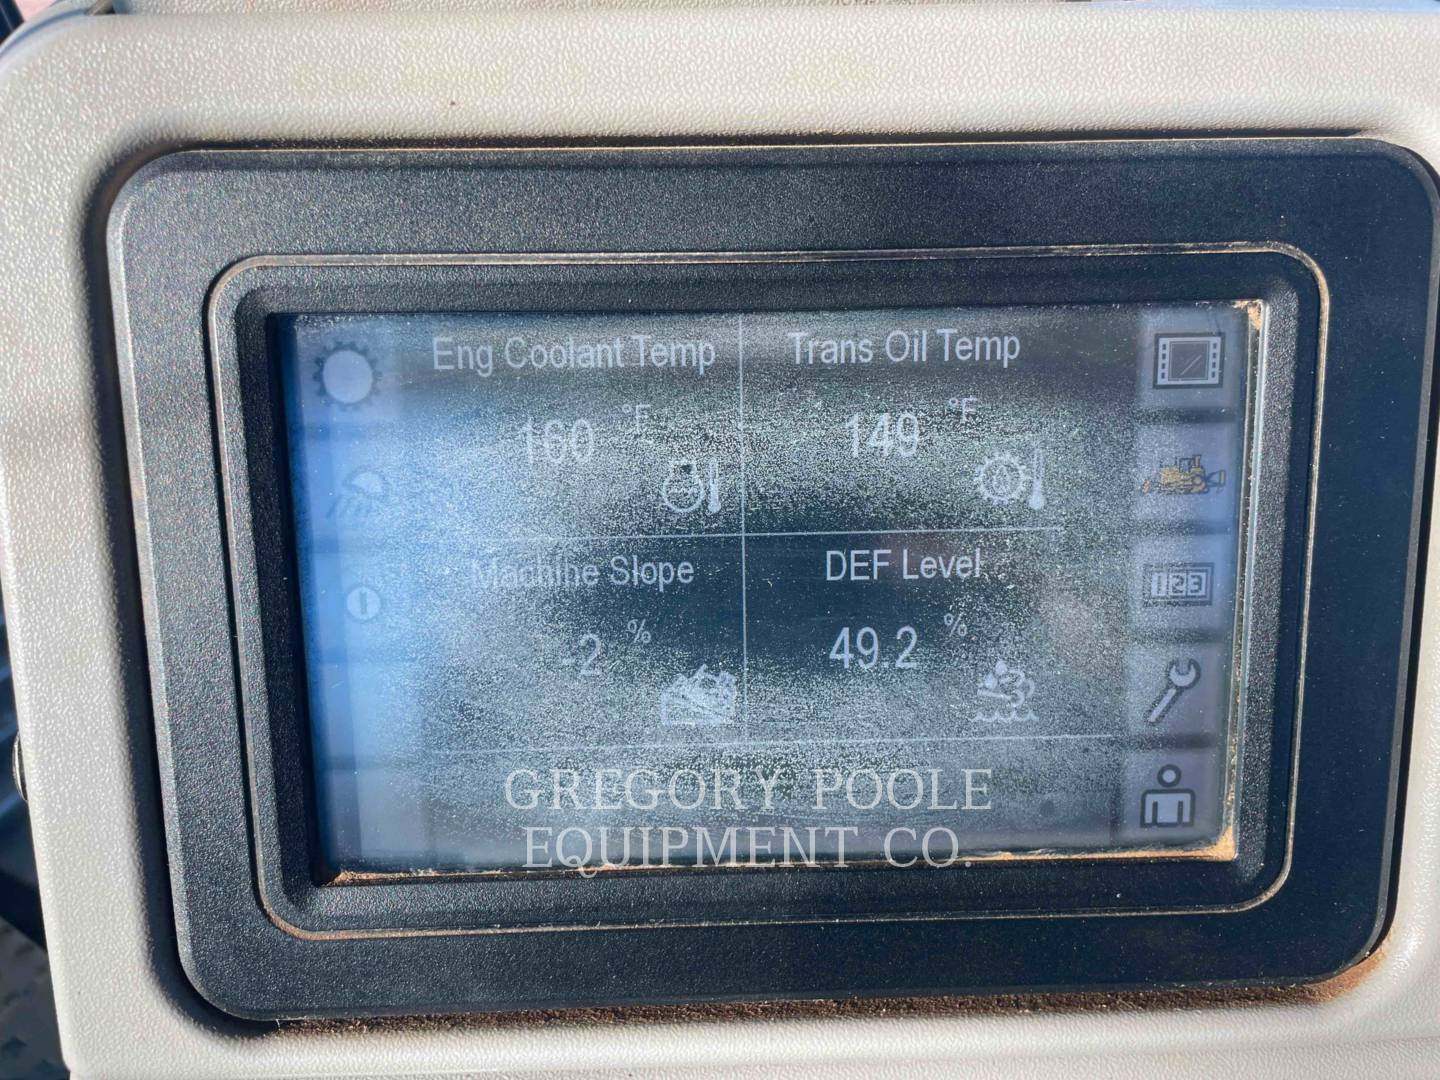 Eng Coolant Temp
160 °F
Trans Oil Temp
149 °F
Machine Slope
-2 %
DEF Level
49.2 %
123
GREGORY POOLE
EQUIPMENT CO.